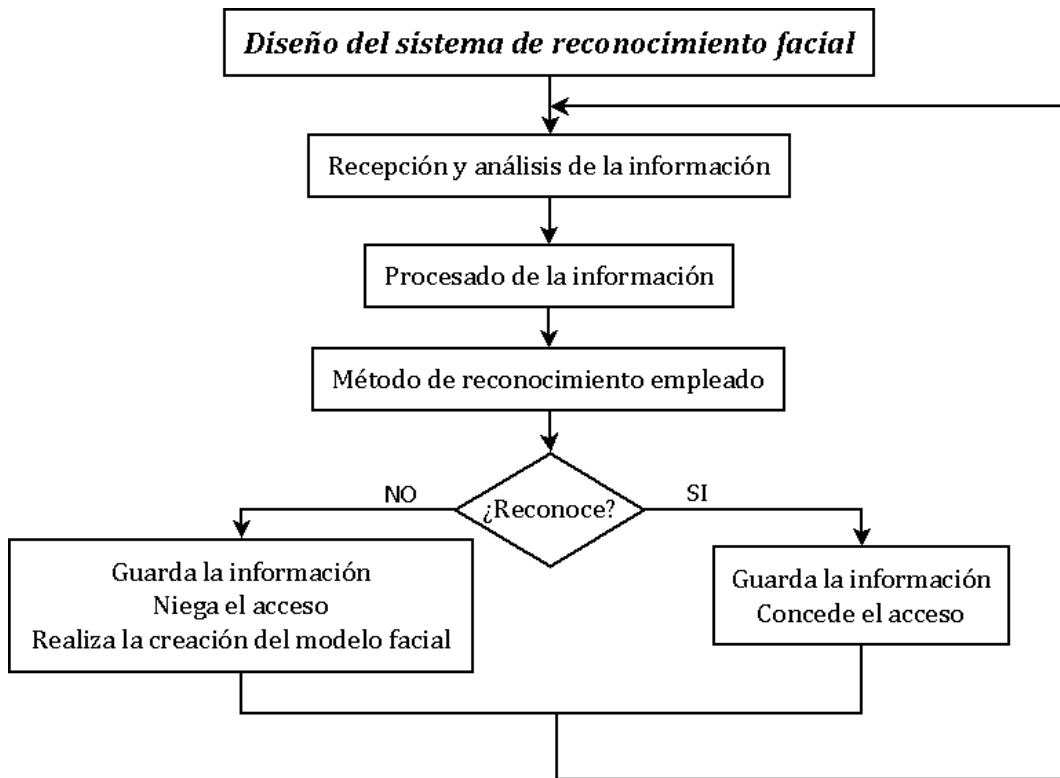 Diseño del sistema de reconocimiento facial
Recepción y análisis de la información
Procesado de la información
Método de reconocimiento empleado
¿Reconoce?
NO
SI
Guarda la información
Niega el acceso
Realiza la creación del modelo facial
Guarda la información
Concede el acceso